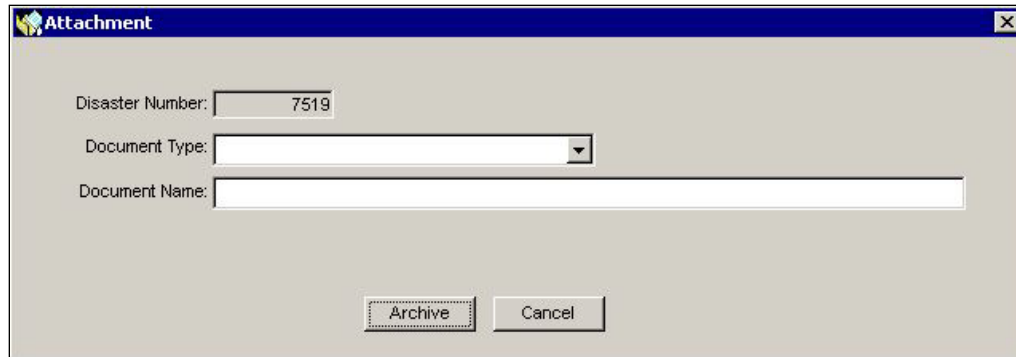 Attachment
Disaster Number: 7519
Document Type:
Document Name:
Archive Cancel